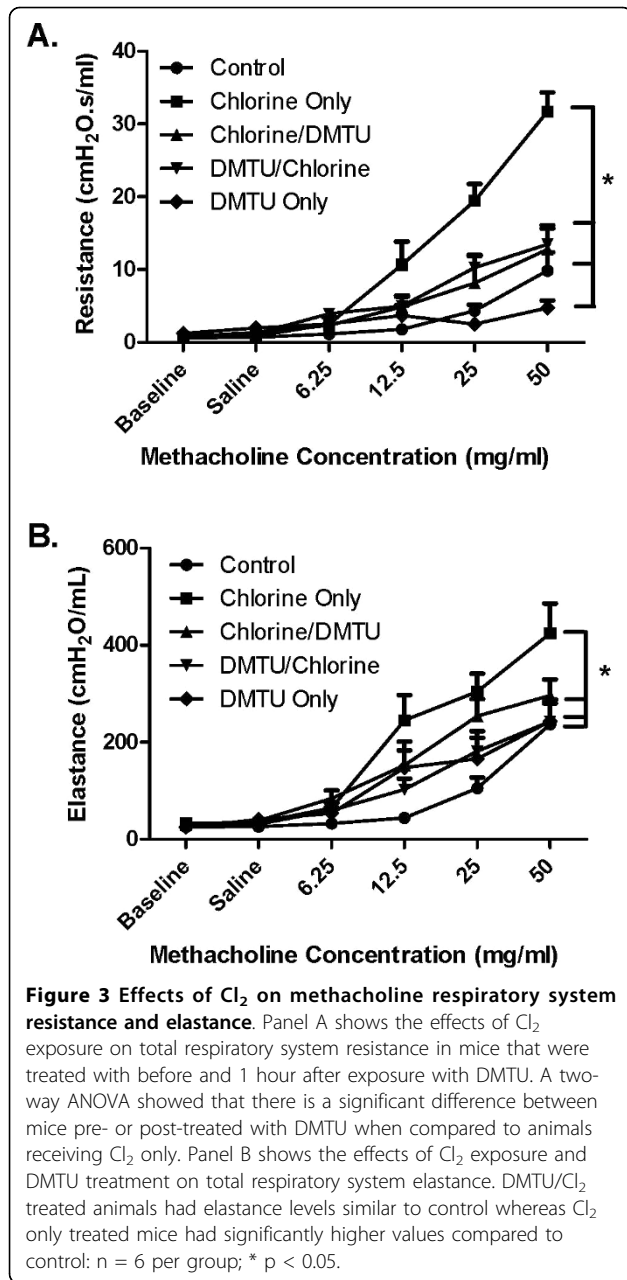 A.
40
30
20
10
0
Resistance (cmH₂O.s/ml)
Control
Chlorine Only
Chlorine/DMTU
DMTU/Chlorine
DMTU Only
*
Baseline
Saline
6.25
12.5
25
50
Methacholine Concentration (mg/ml)
B.
600
400
200
0
Elastance (cmH₂O/mL)
Control
Chlorine Only
Chlorine/DMTU
DMTU/Chlorine
DMTU Only
*
Baseline
Saline
6.25
12.5
25
50
Methacholine Concentration (mg/ml)
Figure 3 Effects of Cl₂ on methacholine respiratory system
resistance and elastance. Panel A shows the effects of Cl₂
exposure on total respiratory system resistance in mice that were
treated with before and 1 hour after exposure with DMTU. A two-
way ANOVA showed that there is a significant difference between
mice pre- or post-treated with DMTU when compared to animals
receiving Cl₂ only. Panel B shows the effects of Cl₂ exposure and
DMTU treatment on total respiratory system elastance. DMTU/Cl₂
treated animals had elastance levels similar to control whereas Cl₂
only treated mice had significantly higher values compared to
control: n = 6 per group; * p < 0.05.